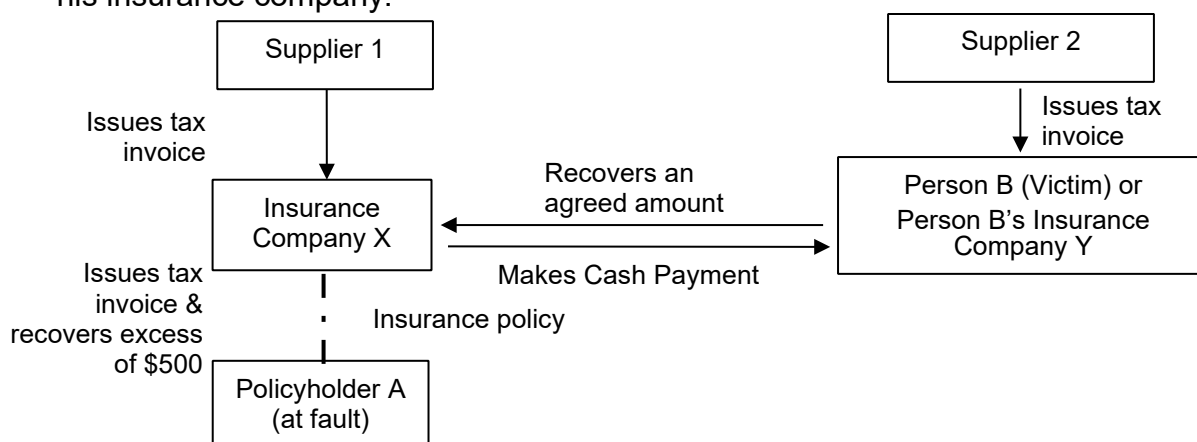 his insurance company.
Supplier 1
Supplier 2
Issues tax
invoice
Issues tax
invoice
Recovers an
agreed amount
Insurance
Company X
Person B (Victim) or
Person B's Insurance
Company Y
Makes Cash Payment
Issues tax
invoice &
recovers excess
of $500
Insurance policy
Policyholder A
(at fault)